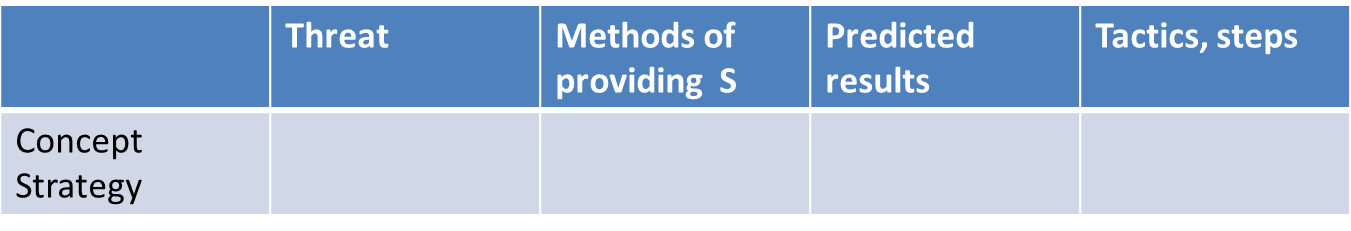 Threat
Methods of
providing  S
Predicted
results
Tactics, steps
Concept
Strategy